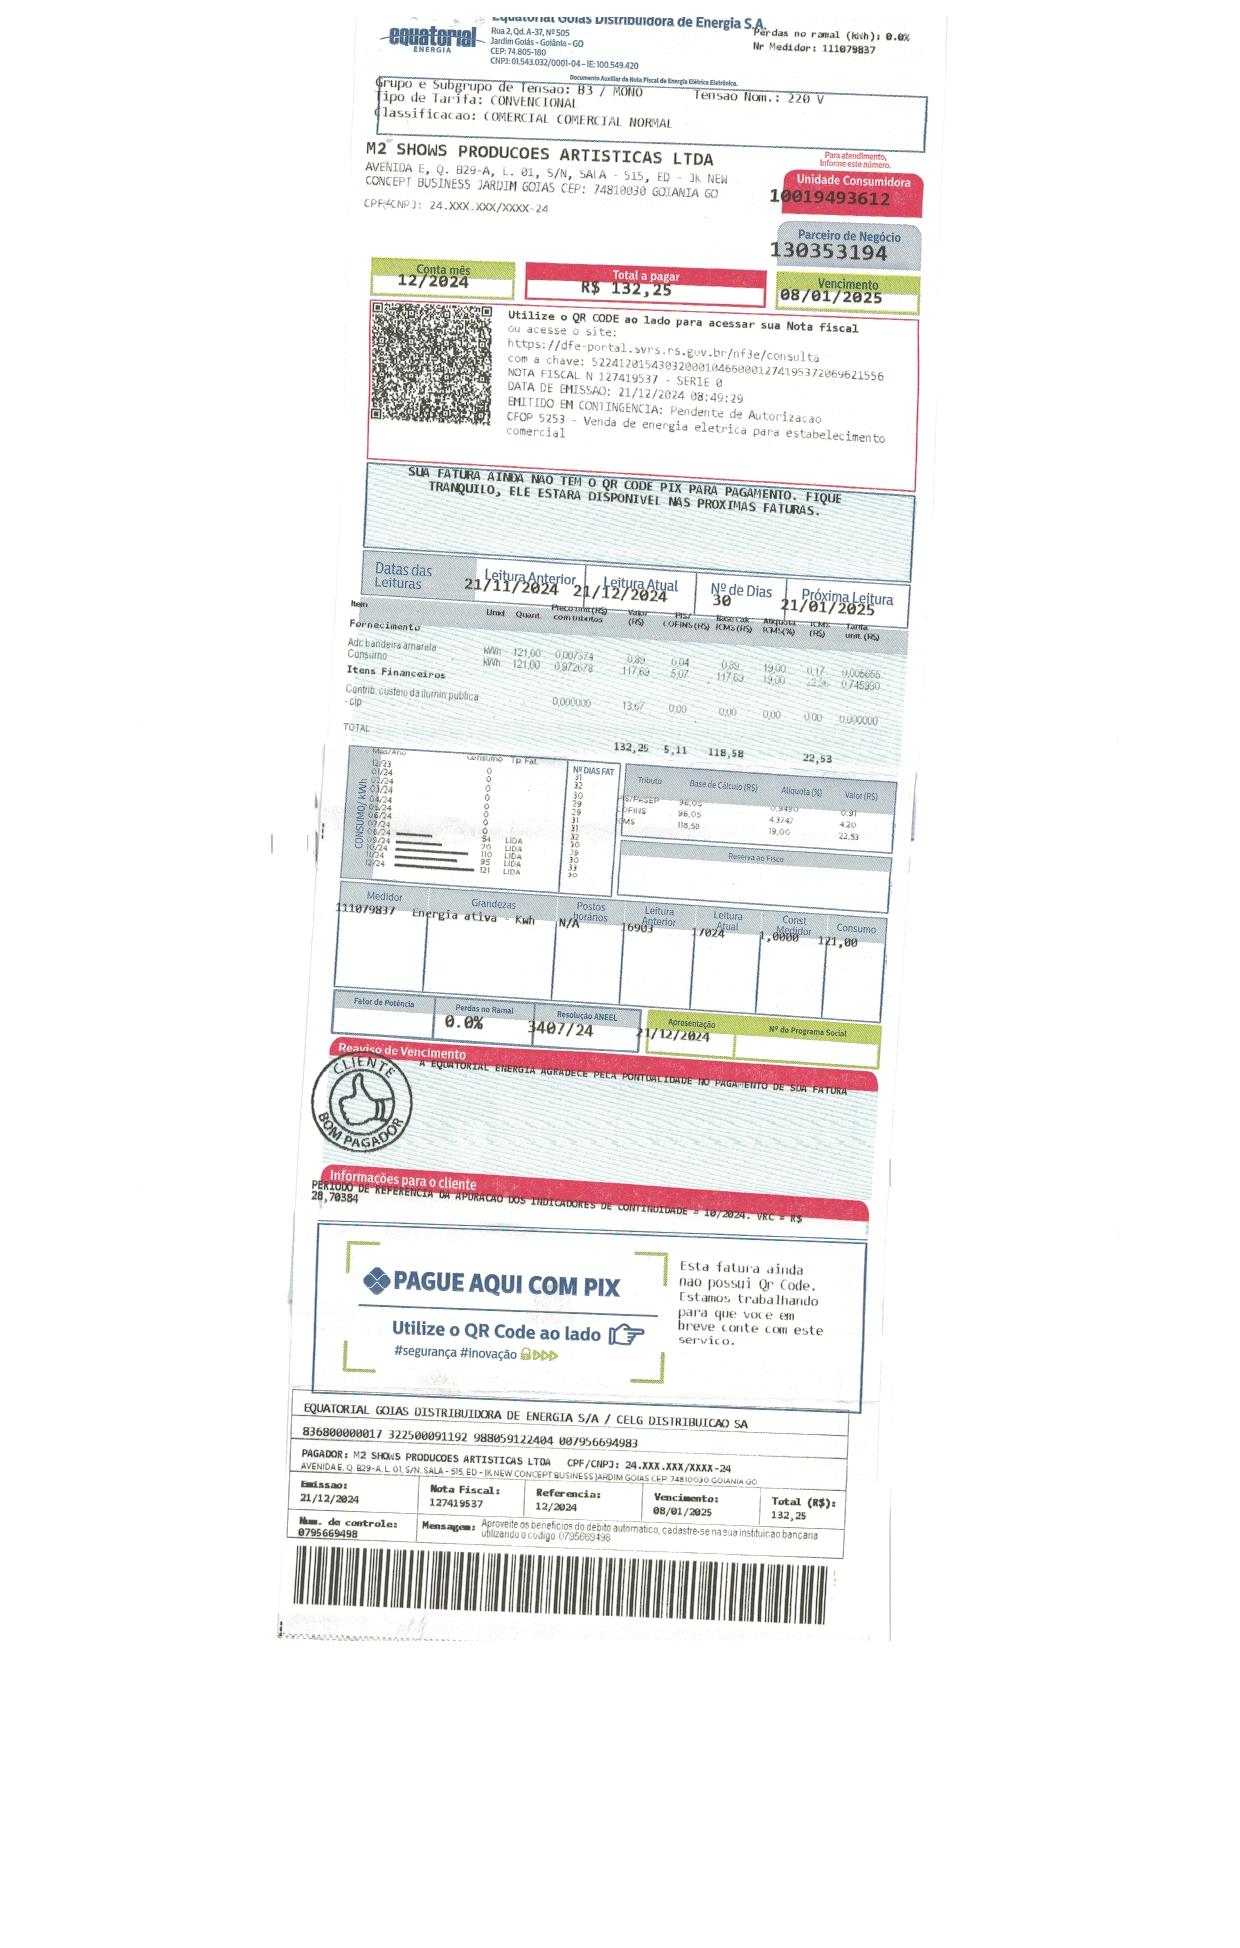 Equatorial Goiás Distribuidora de Energia S.A.
equatorial
ENERGIA
Rua 2, Qd. A-37, Nº 505
Jardim Goiás - Goiânia - GO
CEP: 74.805-180
CNPJ: 01.543.032/0001-04 – IE: 100.549.420
Perdas no ramal (kWh): 0.0%
Nr Medidor: 111079837
Documento Auxiliar da Nota Fiscal de Energia Elétrica Eletrônica.
Grupo e Subgrupo de Tensao: B3 / MONO Tensao Nom.: 220 V
Tipo de Tarifa: CONVENCIONAL
Classificacao: COMERCIAL COMERCIAL NORMAL
M2 SHOWS PRODUCOES ARTISTICAS LTDA
AVENIDA E, Q. B29-A, L. 01, S/N, SALA - 515, ED - JK NEW
CONCEPT BUSINESS JARDIM GOIAS CEP: 74810030 GOIANIA GO
CPF/CNPJ: 24.XXX.XXX/XXXX-24
Para atendimento,
informe este número.
Unidade Consumidora
10019493612
Parceiro de Negócio
130353194
Conta mês
12/2024
Total a pagar
R$ 132,25
Vencimento
08/01/2025
Utilize o QR CODE ao lado para acessar sua Nota fiscal
ou acesse o site:
https://dfe-portal.svrs.rs.gov.br/nf3e/consulta
com a chave: 52241201543032000104660001274195372069621556
NOTA FISCAL N 127419537 - SERIE 0
DATA DE EMISSAO: 21/12/2024 08:49:29
EMITIDO EM CONTINGENCIA: Pendente de Autorizacao
CFOP 5253 - Venda de energia eletrica para estabelecimento
comercial
SUA FATURA AINDA NAO TEM O QR CODE PIX PARA PAGAMENTO. FIQUE
TRANQUILO, ELE ESTARA DISPONIVEL NAS PROXIMAS FATURAS.
Datas das Leituras Leitura Anterior Leitura Atual Nº de Dias Próxima Leitura
21/11/2024 21/12/2024 30 21/01/2025
Item Unid. Quant. Preco unit (R$) com tributos Valor (R$) PIS/ COFINS (R$) Base Calc ICMS (R$) Aliquota ICMS(%) ICMS (R$) Tarifa unit. (R$)
Fornecimento
Adc bandeira amarela kWh 121,00 0,007374 0,89 0,04 0,89 19,00 0,17 0,005655
Consumo kWh 121,00 0,972678 117,69 5,07 117,69 19,00 22,36 0,745930
Itens Financeiros
Contrib. custeio da ilumin publica 0,000000 13,67 0,00 0,00 0,00 0,00 0,000000
- cip
TOTAL 132,25 5,11 118,58 22,53
CONSUMO/ kWh
Mes/Ano Consumo Tp. Fat. Nº DIAS FAT
12/23 0 31
01/24 0 32
02/24 0 30
03/24 0 29
04/24 0 29
05/24 0 31
06/24 0 31
07/24 0 32
08/24 54 LIDA 30
09/24 70 LIDA 29
10/24 110 LIDA 30
11/24 95 LIDA 33
12/24 121 LIDA 30
Tributo Base de Cálculo (R$) Alíquota (%) Valor (R$)
PIS/PASEP 96,05 0,9490 0,91
COFINS 96,05 4,3742 4,20
ICMS 118,58 19,00 22,53
Reserva ao Fisco
Medidor Grandezas Postos horários Leitura Anterior Leitura Atual Const Medidor Consumo
111079837 Energia ativa - Kwh N/A 16903 17024 1,0000 121,00
Fator de Potência Perdas no Ramal Resolução ANEEL Apresentação Nº do Programa Social
0.0% 3407/24 21/12/2024
Reaviso de Vencimento
A EQUATORIAL ENERGIA AGRADECE PELA PONTUALIDADE NO PAGAMENTO DE SUA FATURA
CLIENTE
BOM PAGADOR
Informações para o cliente
PERIODO DE REFERENCIA DA APURACAO DOS INDICADORES DE CONTINUIDADE = 10/2024. VRC = R$
28,70384
PAGUE AQUI COM PIX
Utilize o QR Code ao lado
#segurança #inovação
Esta fatura ainda
nao possui Qr Code.
Estamos trabalhando
para que voce em
breve conte com este
servico.
EQUATORIAL GOIAS DISTRIBUIDORA DE ENERGIA S/A / CELG DISTRIBUICAO SA
836800000017 322500091192 988059122404 007956694983
PAGADOR: M2 SHOWS PRODUCOES ARTISTICAS LTDA CPF/CNPJ: 24.XXX.XXX/XXXX-24
AVENIDA E, Q. B29-A, L. 01, S/N, SALA - 515, ED - JK NEW CONCEPT BUSINESS JARDIM GOIAS CEP 74810030 GOIANIA GO
Emissao: Nota Fiscal: Referencia: Vencimento: Total (R$):
21/12/2024 127419537 12/2024 08/01/2025 132,25
Num. de controle: Mensagem: Aproveite os beneficios do debito automatico, cadastre-se na sua instituicao bancaria
0795669498 utilizando o codigo 0795669498